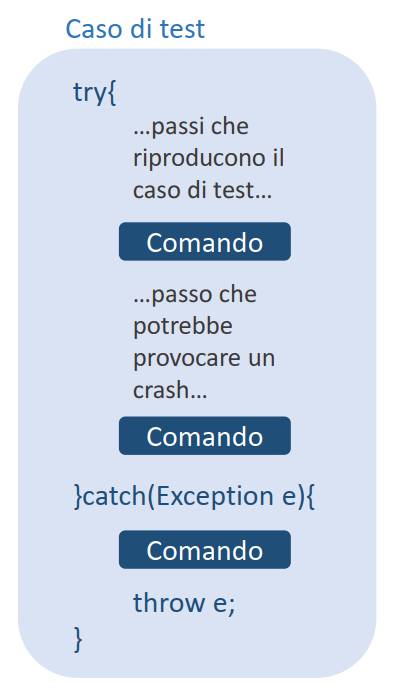 Caso di test
try{
...passi che
riproducono il
caso di test...
Comando
...passo che
potrebbe
provocare un
crash...
Comando
}catch(Exception e){
Comando
throw e;
}